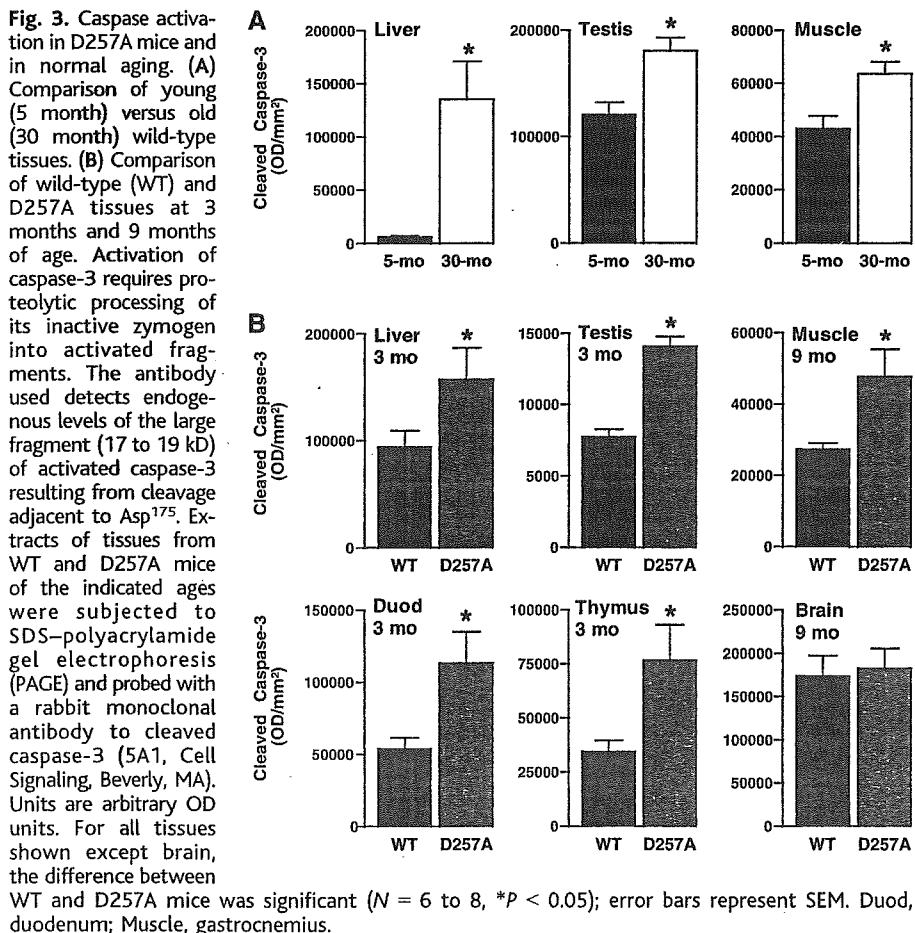 Fig. 3. Caspase activa-
tion in D257A mice and
in normal aging. (A)
Comparison of young
(5 month) versus old
(30 month) wild-type
tissues. (B) Comparison
of wild-type (WT) and
D257A tissues at 3
months and 9 months
of age. Activation of
caspase-3 requires pro-
teolytic processing of
its inactive zymogen
into activated frag-
ments. The antibody
used detects endoge-
nous levels of the large
fragment (17 to 19 kD)
of activated caspase-3
resulting from cleavage
adjacent to Asp¹⁷⁵. Ex-
tracts of tissues from
WT and D257A mice
of the indicated ages
were subjected to
SDS–polyacrylamide
gel electrophoresis
(PAGE) and probed with
a rabbit monoclonal
antibody to cleaved
caspase-3 (5A1, Cell
Signaling, Beverly, MA).
Units are arbitrary OD
units. For all tissues
shown except brain,
the difference between
WT and D257A mice was significant (N = 6 to 8, *P < 0.05); error bars represent SEM. Duod,
duodenum; Muscle, gastrocnemius.
A
Cleaved Caspase-3
(OD/mm²)
Liver
*
200000
150000
100000
50000
0
5-mo 30-mo
Testis
*
200000
100000
0
5-mo 30-mo
Muscle
*
80000
60000
40000
20000
0
5-mo 30-mo
B
Cleaved Caspase-3
(OD/mm²)
Liver
3 mo
*
200000
100000
0
WT D257A
Testis
3 mo
*
15000
10000
5000
0
WT D257A
Muscle
9 mo
*
60000
40000
20000
0
WT D257A
Cleaved Caspase-3
(OD/mm²)
Duod
3 mo
*
150000
100000
50000
0
WT D257A
Thymus
3 mo
*
100000
75000
50000
25000
0
WT D257A
Brain
9 mo
250000
200000
150000
100000
50000
0
WT D257A